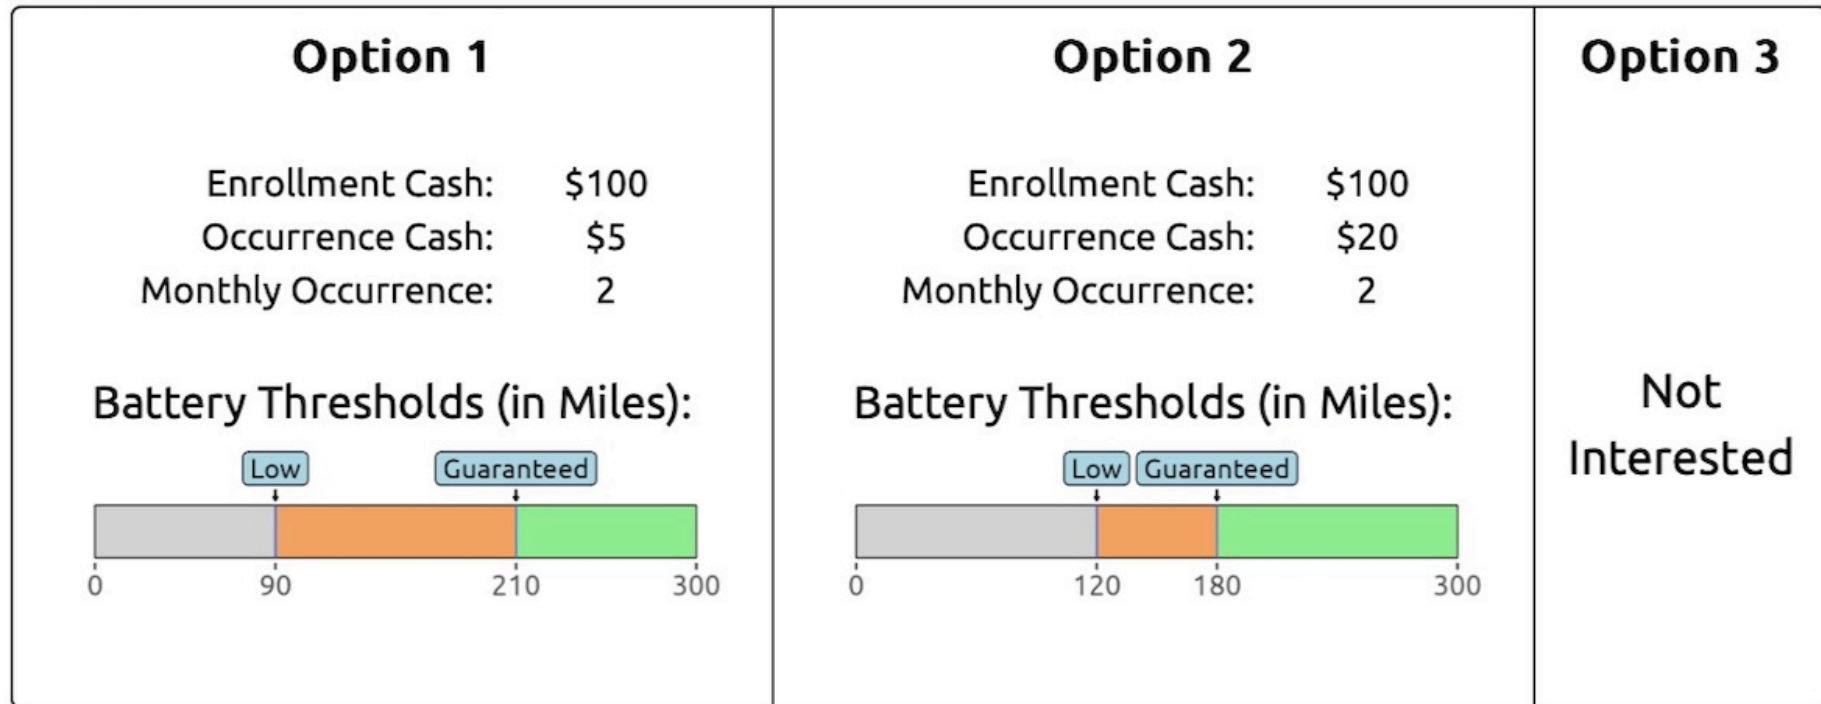 Option 1
Enrollment Cash: $100
Occurrence Cash: $5
Monthly Occurrence: 2
Battery Thresholds (in Miles):
Low Guaranteed
0 90 210 300
Option 2
Enrollment Cash: $100
Occurrence Cash: $20
Monthly Occurrence: 2
Battery Thresholds (in Miles):
Low Guaranteed
0 120 180 300
Option 3
Not
Interested